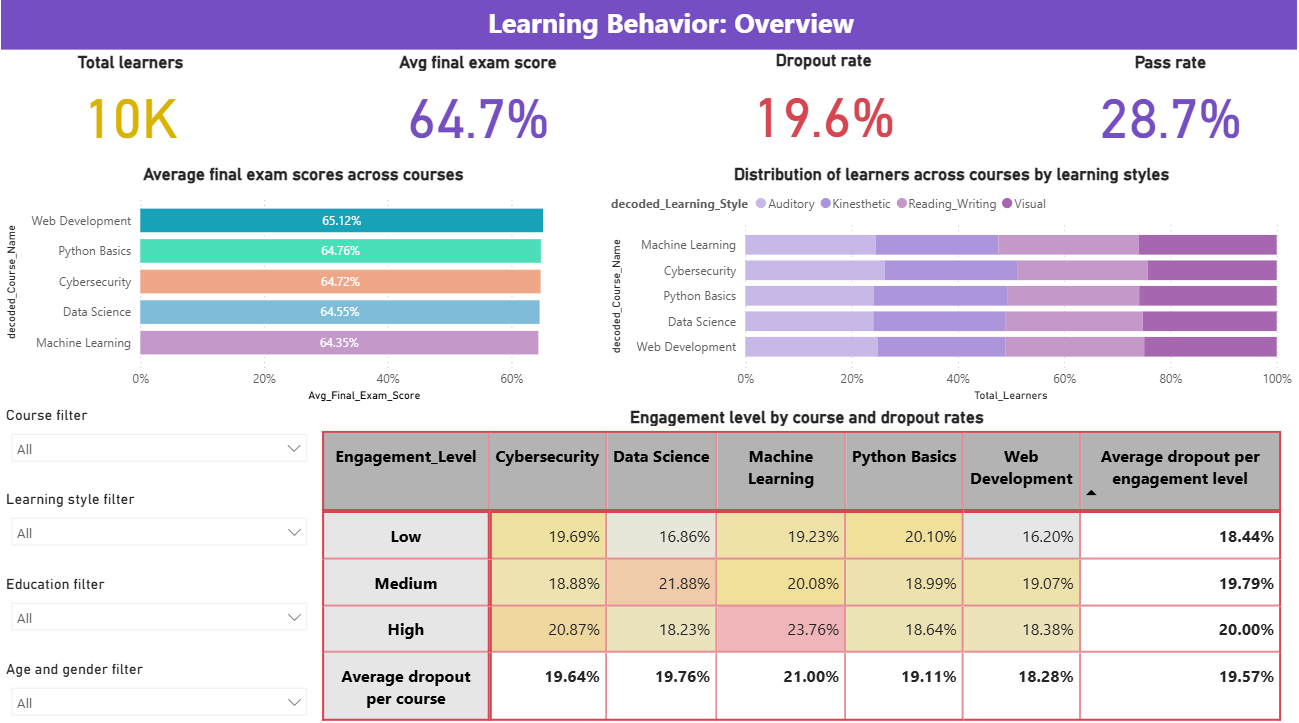 Learning Behavior: Overview
Total learners
10K
Avg final exam score
64.7%
Dropout rate
19.6%
Pass rate
28.7%
Average final exam scores across courses
decoded_Course_Name
Web Development 65.12%
Python Basics 64.76%
Cybersecurity 64.72%
Data Science 64.55%
Machine Learning 64.35%
0% 20% 40% 60%
Avg_Final_Exam_Score
Distribution of learners across courses by learning styles
decoded_Learning_Style Auditory Kinesthetic Reading_Writing Visual
decoded_Course_Name
Machine Learning
Cybersecurity
Python Basics
Data Science
Web Development
0% 20% 40% 60% 80% 100%
Total_Learners
Course filter
All
Learning style filter
All
Education filter
All
Age and gender filter
All
Engagement level by course and dropout rates
Engagement_Level Cybersecurity Data Science Machine Learning Python Basics Web Development Average dropout per engagement level
Low 19.69% 16.86% 19.23% 20.10% 16.20% 18.44%
Medium 18.88% 21.88% 20.08% 18.99% 19.07% 19.79%
High 20.87% 18.23% 23.76% 18.64% 18.38% 20.00%
Average dropout per course 19.64% 19.76% 21.00% 19.11% 18.28% 19.57%